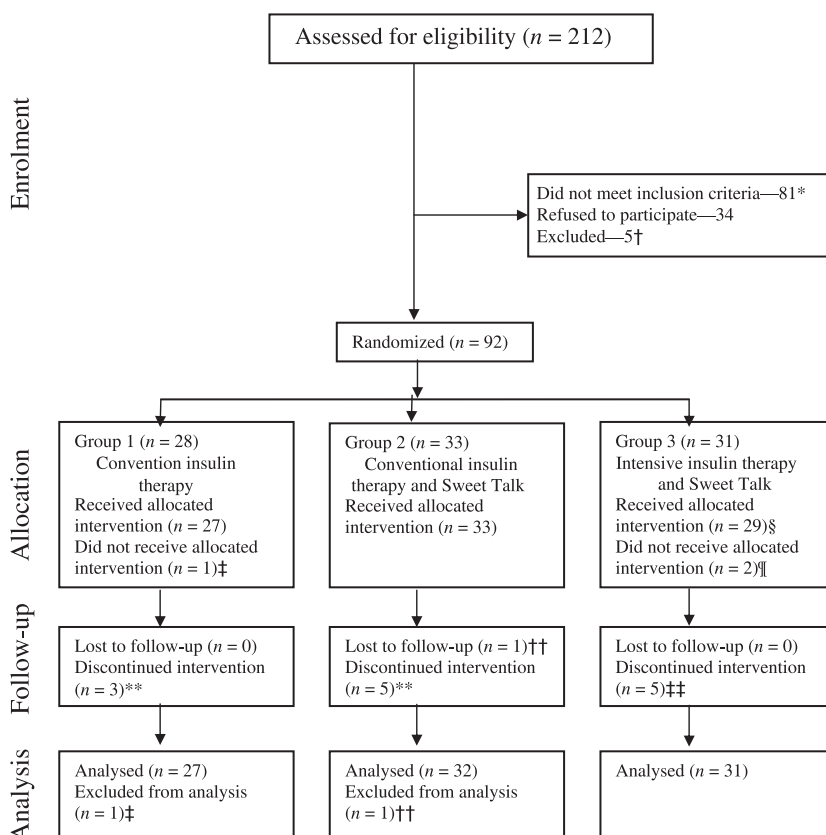 Enrolment
Assessed for eligibility (n = 212)
Did not meet inclusion criteria—81*
Refused to participate—34
Excluded—5†
Randomized (n = 92)
Allocation
Group 1 (n = 28)
Convention insulin
therapy
Received allocated
intervention (n = 27)
Did not receive allocated
intervention (n = 1)‡
Group 2 (n = 33)
Conventional insulin
therapy and Sweet Talk
Received allocated
intervention (n = 33)
Group 3 (n = 31)
Intensive insulin therapy
and Sweet Talk
Received allocated
intervention (n = 29)§
Did not receive allocated
intervention (n = 2)¶
Follow-up
Lost to follow-up (n = 0)
Discontinued intervention
(n = 3)**
Lost to follow-up (n = 1)††
Discontinued intervention
(n = 5)**
Lost to follow-up (n = 0)
Discontinued intervention
(n = 5)‡‡
Analysis
Analysed (n = 27)
Excluded from analysis
(n = 1)‡
Analysed (n = 32)
Excluded from analysis
(n = 1)††
Analysed (n = 31)